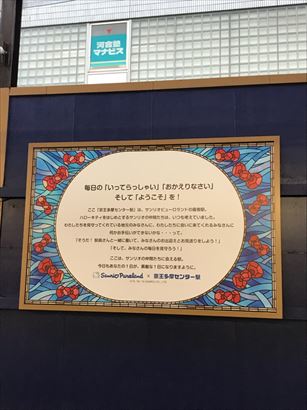 河合塾
マナビス
毎日の「いってらっしゃい」「おかえりなさい」
そして「ようこそ」を！
ここ「京王多摩センター駅」は、サンリオピューロランドの最寄駅。
ハローキティをはじめとするサンリオの仲間たちは、いつも考えていました。
わたしたちを見守ってくれている地元のみなさんに、わたしたちに会いに来てくれるみなさんに
何かお手伝いができないかな・・・って。
「そうだ！ 駅員さんと一緒に働いて、みなさんのお出迎えとお見送りをしよう！」
「そして、みなさんの毎日を見守ろう！」
ここは、サンリオの仲間たちに会える駅。
今日もあなたの1日が、素敵な1日になりますように。
Sanrio Puroland × 京王多摩センター駅